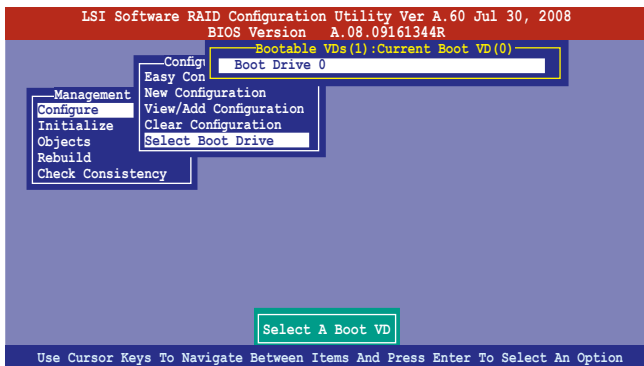 LSI Software RAID Configuration Utility Ver A.60 Jul 30, 2008
BIOS Version A.08.09161344R
Bootable VDs(1):Current Boot VD(0)
Boot Drive 0
Configu
Easy Con
New Configuration
View/Add Configuration
Clear Configuration
Select Boot Drive
Management
Configure
Initialize
Objects
Rebuild
Check Consistency
Select A Boot VD
Use Cursor Keys To Navigate Between Items And Press Enter To Select An Option